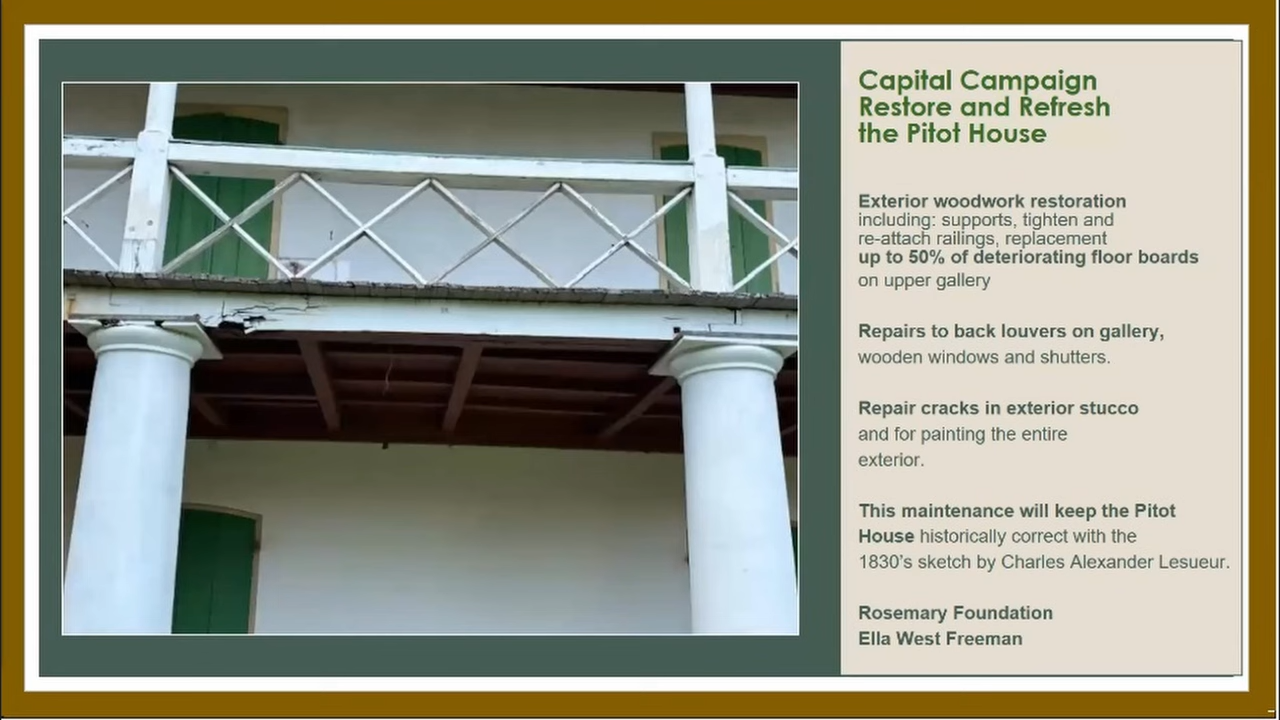 Capital Campaign
Restore and Refresh
the Pitot House
Exterior woodwork restoration
including: supports, tighten and
re-attach railings, replacement
up to 50% of deteriorating floor boards
on upper gallery
Repairs to back louvers on gallery,
wooden windows and shutters.
Repair cracks in exterior stucco
and for painting the entire
exterior.
This maintenance will keep the Pitot
House historically correct with the
1830’s sketch by Charles Alexander Lesueur.
Rosemary Foundation
Ella West Freeman